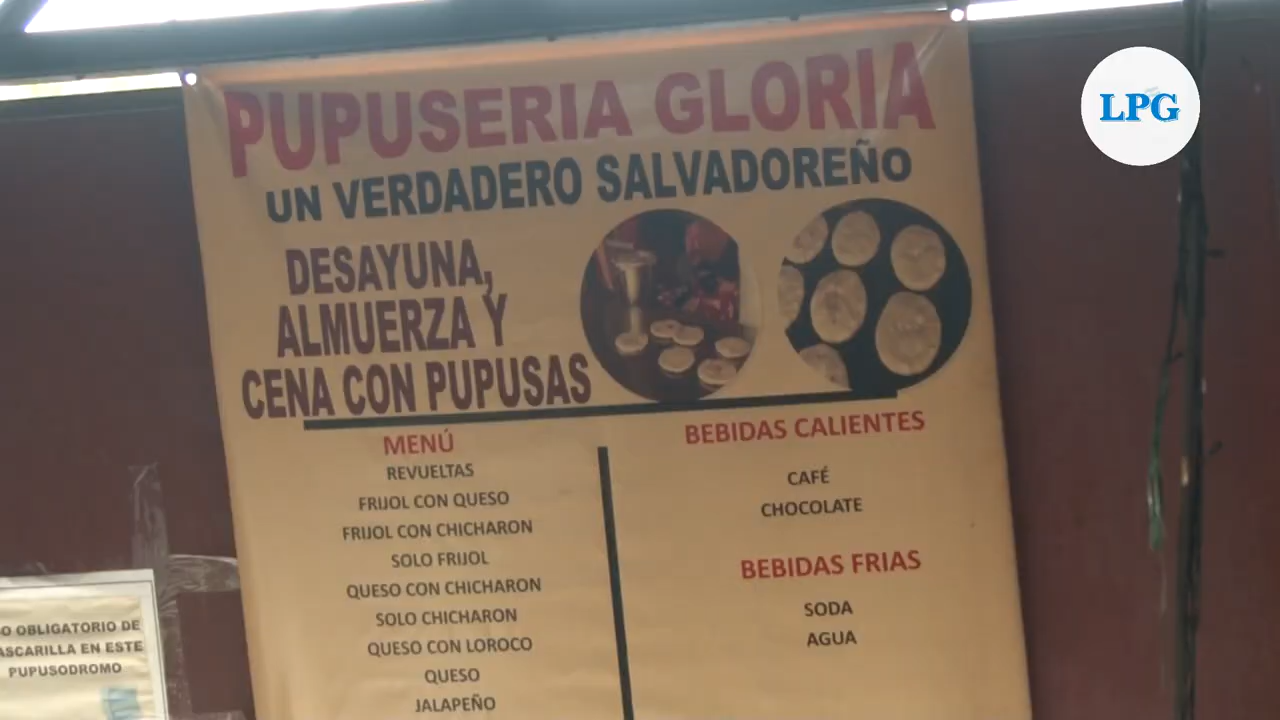 LPG
PUPUSERIA GLORIA
UN VERDADERO SALVADOREÑO
DESAYUNA,
ALMUERZA Y
CENA CON PUPUSAS
MENÚ
REVUELTAS
FRIJOL CON QUESO
FRIJOL CON CHICHARON
SOLO FRIJOL
QUESO CON CHICHARON
SOLO CHICHARON
QUESO CON LOROCO
QUESO
JALAPEÑO
BEBIDAS CALIENTES
CAFÉ
CHOCOLATE
BEBIDAS FRIAS
SODA
AGUA
O OBLIGATORIO DE
ASCARILLA EN ESTE
PUPUSODROMO